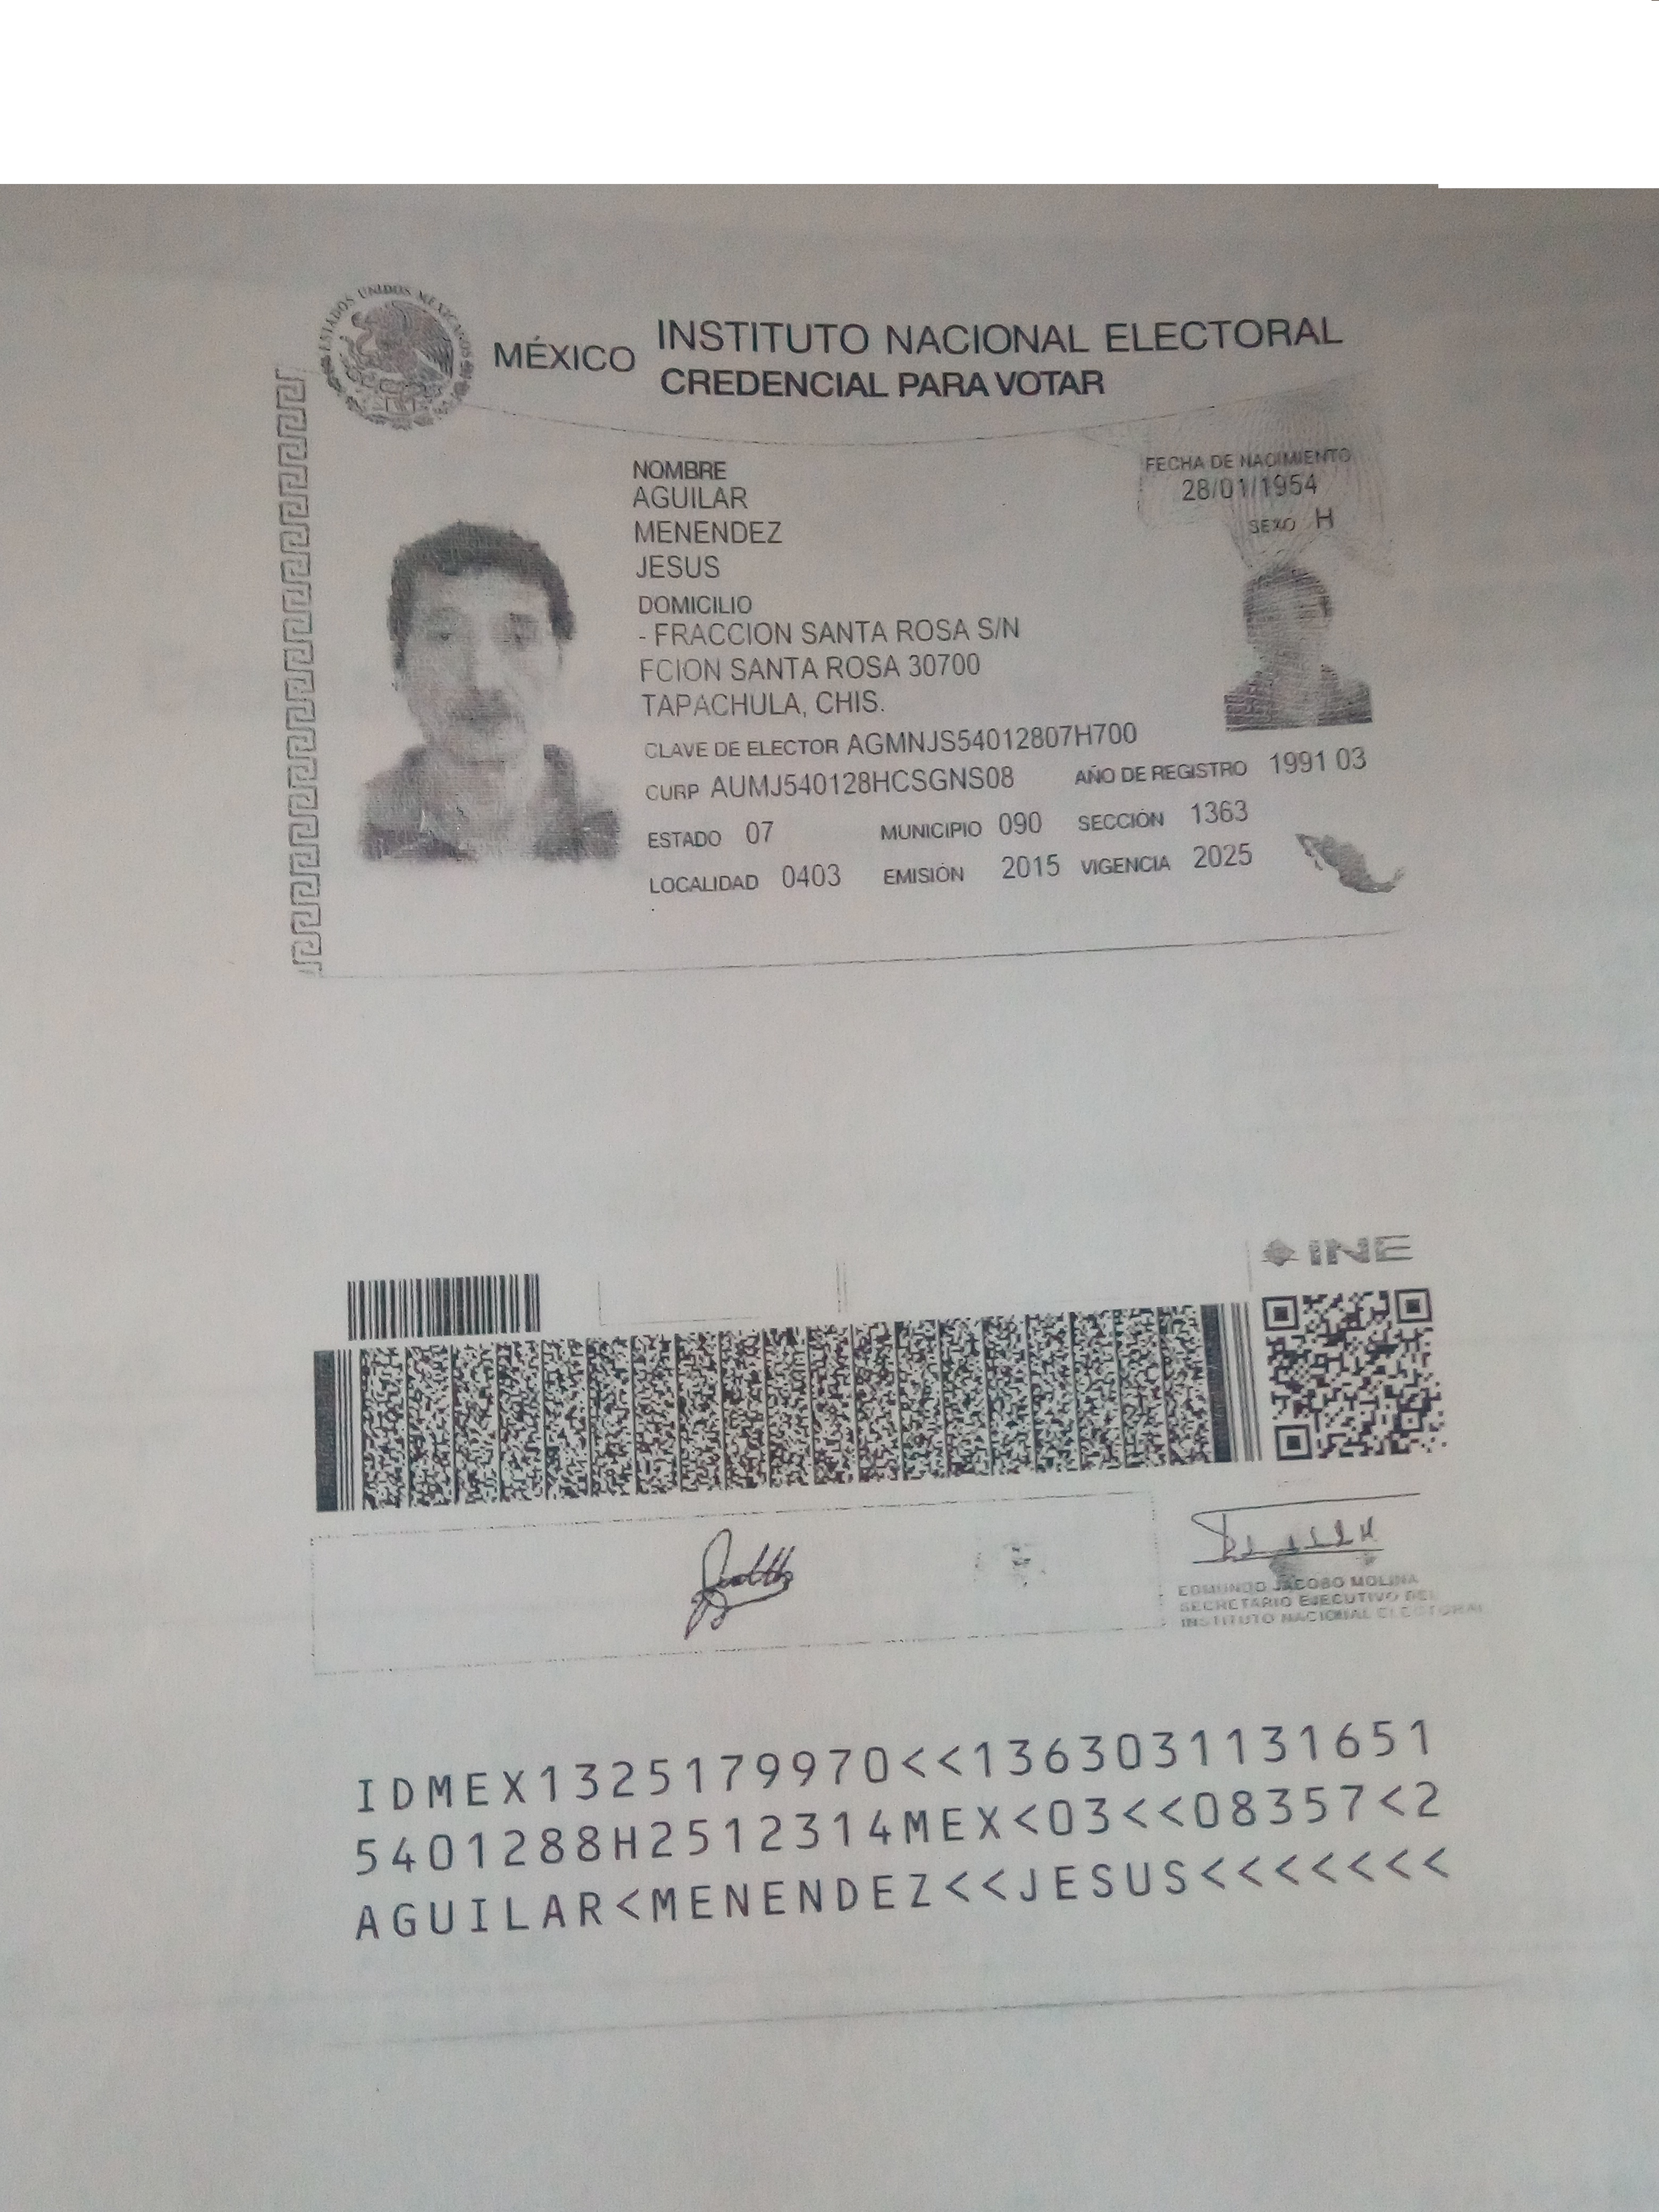 ESTADOS UNIDOS MEXICANOS
MÉXICO
INSTITUTO NACIONAL ELECTORAL
CREDENCIAL PARA VOTAR
NOMBRE
AGUILAR
MENENDEZ
JESUS
FECHA DE NACIMIENTO
28/01/1954
SEXO H
DOMICILIO
- FRACCION SANTA ROSA S/N
FCION SANTA ROSA 30700
TAPACHULA, CHIS.
CLAVE DE ELECTOR AGMNJS54012807H700
CURP AUMJ540128HCSGNS08 AÑO DE REGISTRO 1991 03
ESTADO 07 MUNICIPIO 090 SECCIÓN 1363
LOCALIDAD 0403 EMISIÓN 2015 VIGENCIA 2025
INE
EDMUNDO JACOBO MOLINA
SECRETARIO EJECUTIVO DEL
INSTITUTO NACIONAL ELECTORAL
IDMEX1325179970<<1363031131651
5401288H2512314MEX<03<<08357<2
AGUILAR<MENENDEZ<<JESUS<<<<<<<